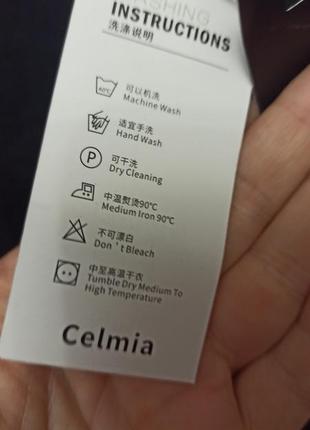 WASHING
INSTRUCTIONS
洗涤说明
40℃
可以机洗
Machine Wash
适宜手洗
Hand Wash
P
可干洗
Dry Cleaning
中温熨烫90℃
Medium Iron 90℃
不可漂白
Don't Bleach
中至高温干衣
Tumble Dry Medium To
High Temperature
Celmia